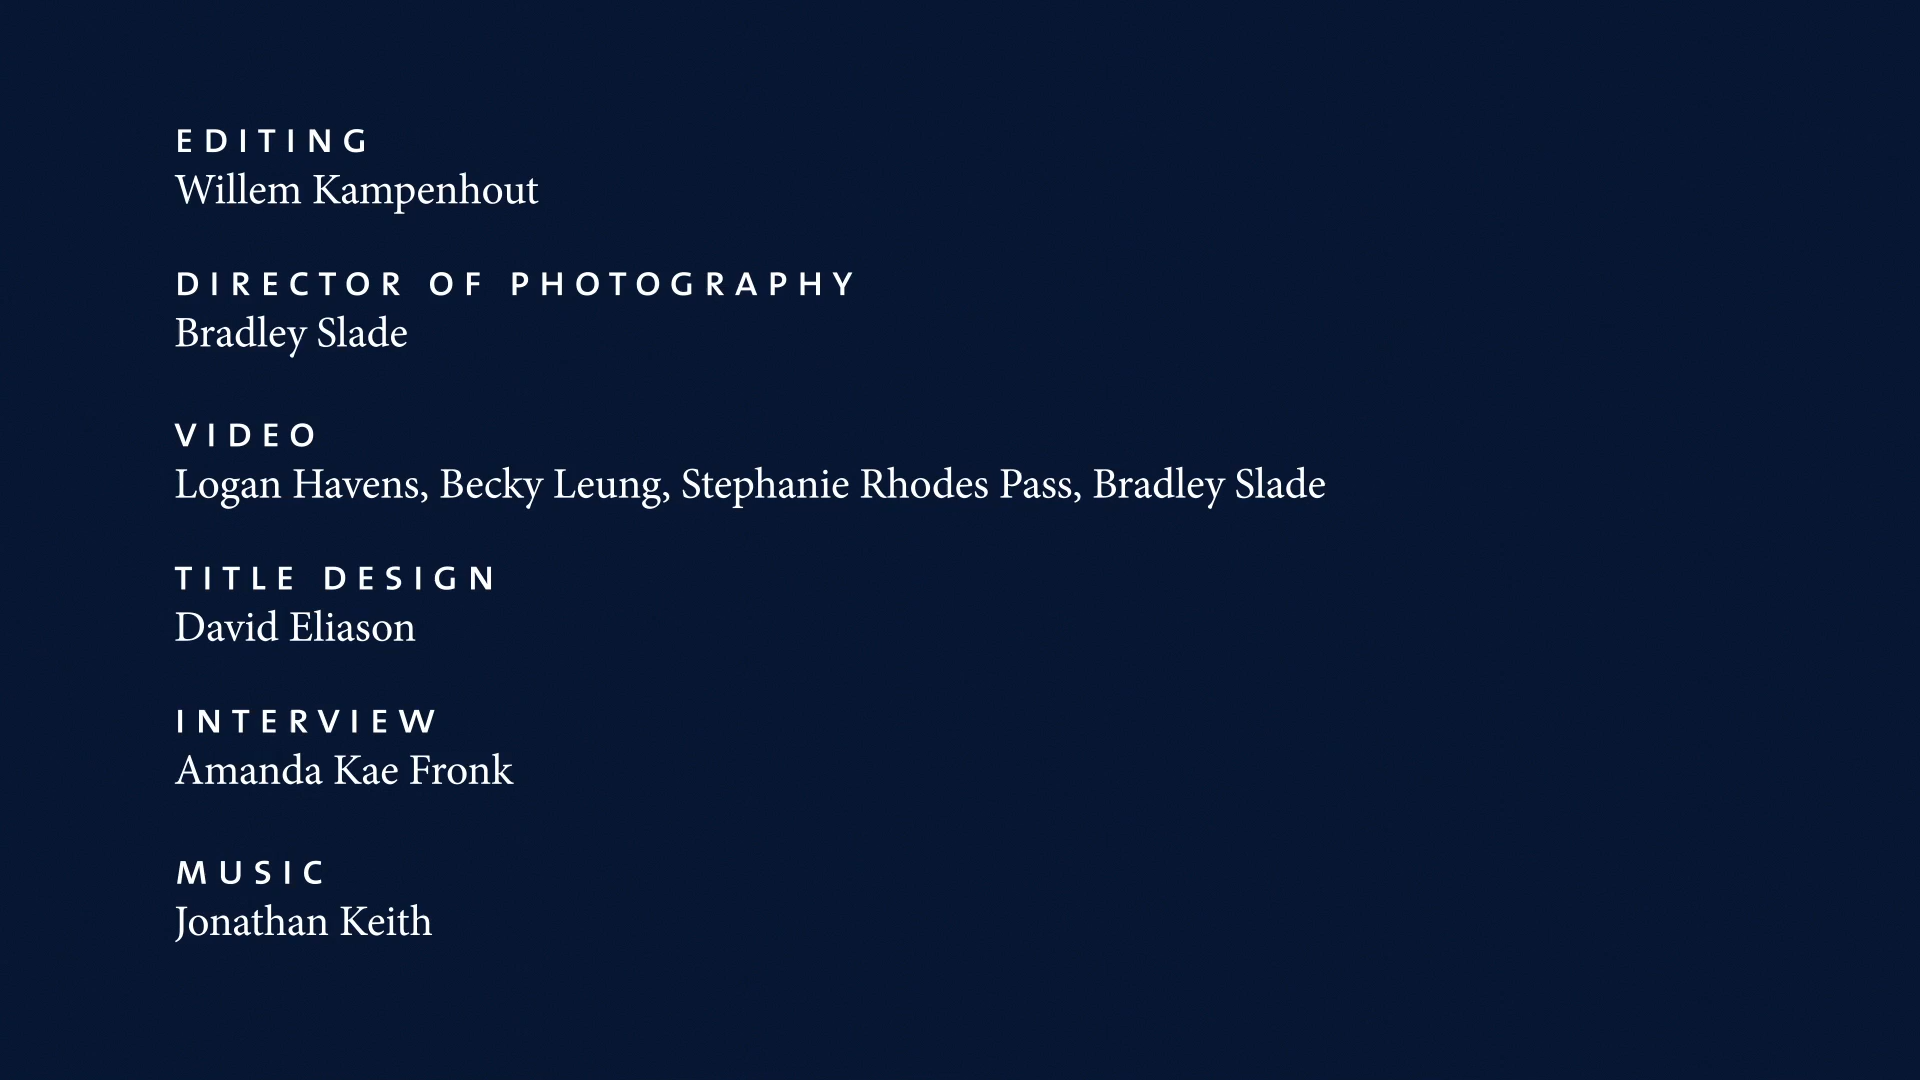 EDITING
Willem Kampenhout
DIRECTOR OF PHOTOGRAPHY
Bradley Slade
VIDEO
Logan Havens, Becky Leung, Stephanie Rhodes Pass, Bradley Slade
TITLE DESIGN
David Eliason
INTERVIEW
Amanda Kae Fronk
MUSIC
Jonathan Keith